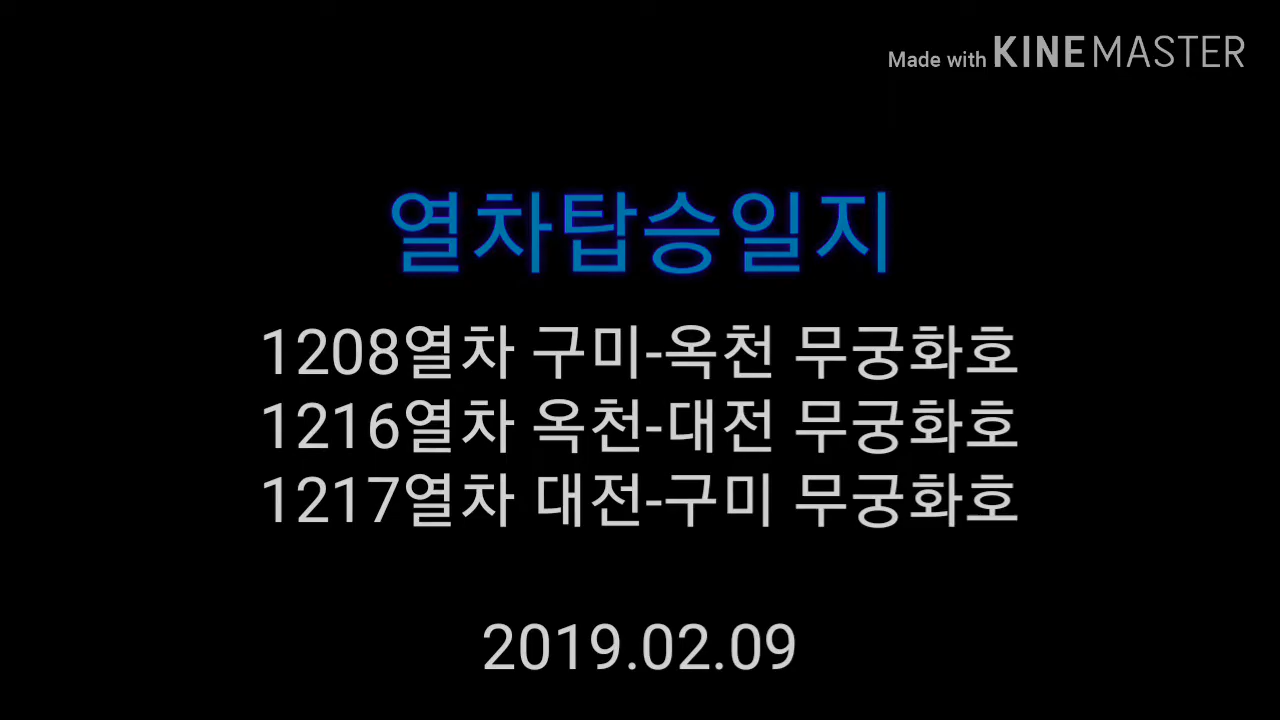 Made with KINEMASTER
열차탑승일지
1208열차 구미-옥천 무궁화호
1216열차 옥천-대전 무궁화호
1217열차 대전-구미 무궁화호
2019.02.09